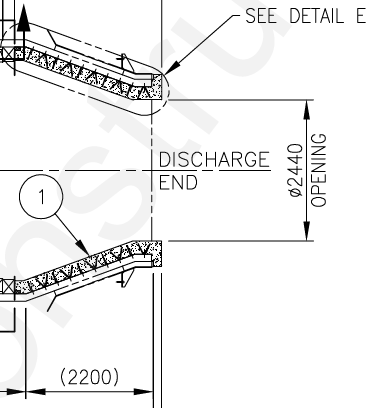 SEE DETAIL E
DISCHARGE
END
ø2440
OPENING
1
(2200)